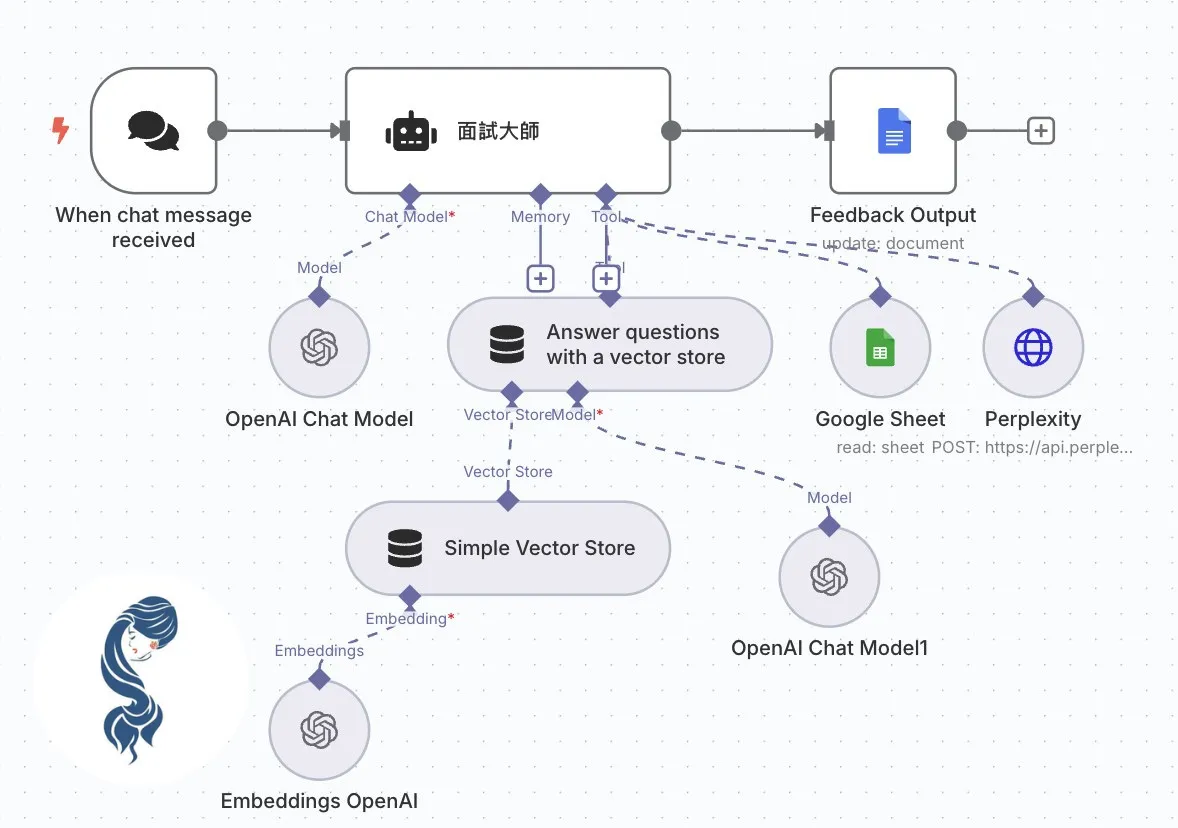 面試大師
When chat message
received
Feedback Output
update: document
Chat Model*
Memory
Tool
Model
Tool
OpenAI Chat Model
Answer questions
with a vector store
Google Sheet
read: sheet
Perplexity
POST: https://api.perple...
Vector Store
Model*
Vector Store
Model
Simple Vector Store
OpenAI Chat Model1
Embedding*
Embeddings
Embeddings OpenAI